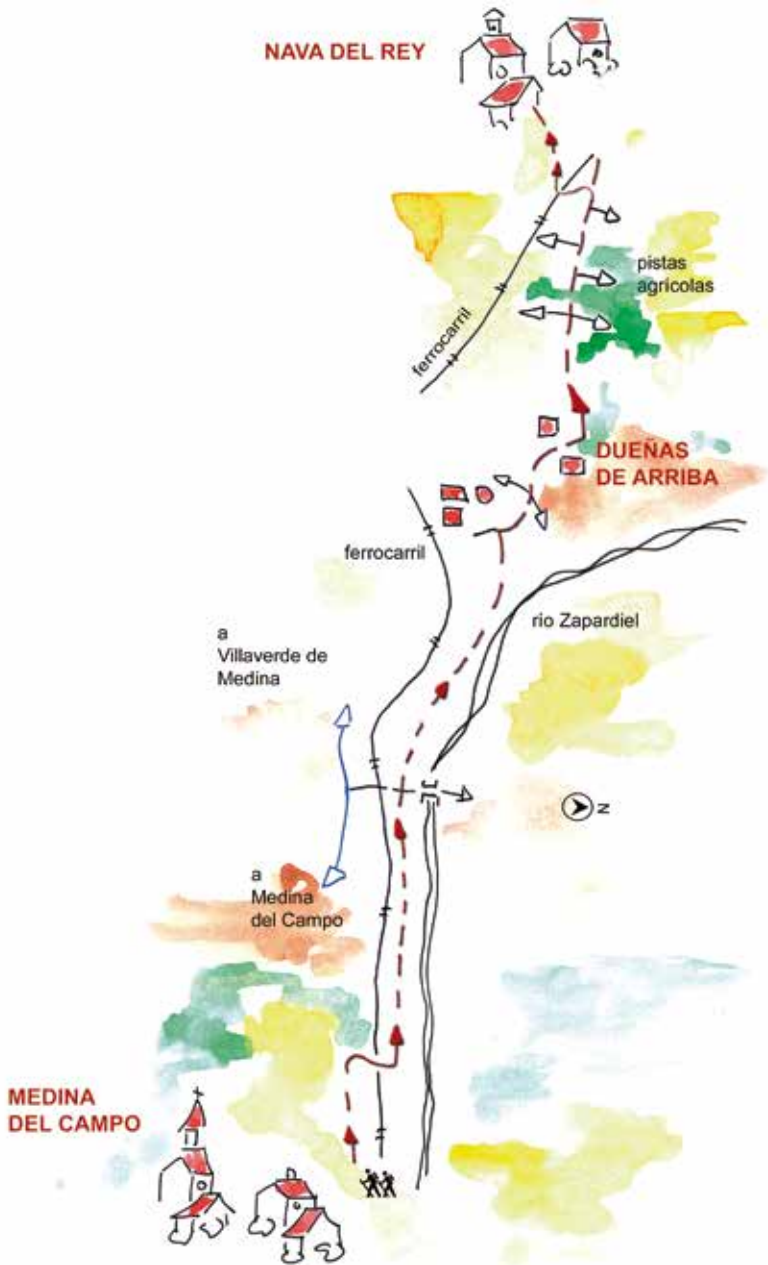 NAVA DEL REY
pistas
agrícolas
ferrocarril
DUEÑAS
DE ARRIBA
ferrocarril
río Zapardiel
a
Villaverde de
Medina
N
a
Medina
del Campo
MEDINA
DEL CAMPO